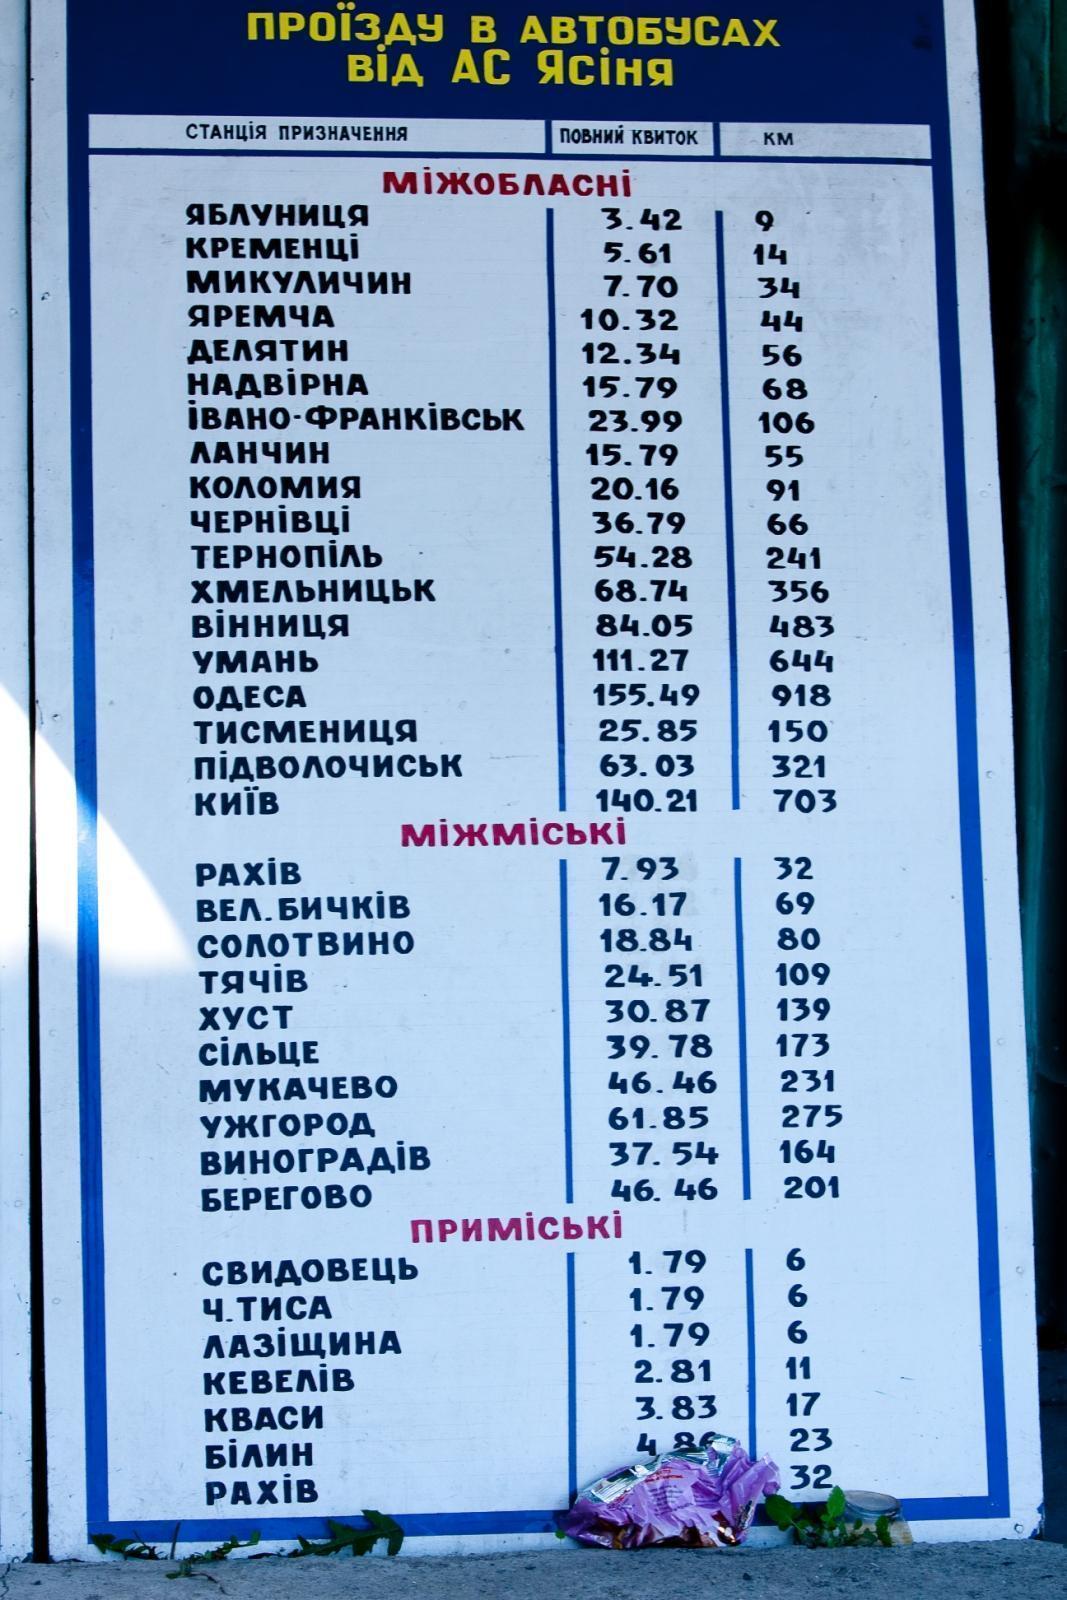 ПРОЇЗДУ В АВТОБУСАХ
ВІД АС ЯСІНЯ
СТАНЦІЯ ПРИЗНАЧЕННЯ ПОВНИЙ КВИТОК КМ
МІЖОБЛАСНІ
ЯБЛУНИЦЯ 3.42 9
КРЕМЕНЦІ 5.61 14
МИКУЛИЧИН 7.70 34
ЯРЕМЧА 10.32 44
ДЕЛЯТИН 12.34 56
НАДВІРНА 15.79 68
ІВАНО-ФРАНКІВСЬК 23.99 106
ЛАНЧИН 15.79 55
КОЛОМИЯ 20.16 91
ЧЕРНІВЦІ 36.79 66
ТЕРНОПІЛЬ 54.28 241
ХМЕЛЬНИЦЬК 68.74 356
ВІННИЦЯ 84.05 483
УМАНЬ 111.27 644
ОДЕСА 155.49 918
ТИСМЕНИЦЯ 25.85 150
ПІДВОЛОЧИСЬК 63.03 321
КИЇВ 140.21 703
МІЖМІСЬКІ
РАХІВ 7.93 32
ВЕЛ.БИЧКІВ 16.17 69
СОЛОТВИНО 18.84 80
ТЯЧІВ 24.51 109
ХУСТ 30.87 139
СІЛЬЦЕ 39.78 173
МУКАЧЕВО 46.46 231
УЖГОРОД 61.85 275
ВИНОГРАДІВ 37.54 164
БЕРЕГОВО 46.46 201
ПРИМІСЬКІ
СВИДОВЕЦЬ 1.79 6
Ч.ТИСА 1.79 6
ЛАЗІЩИНА 1.79 6
КЕВЕЛІВ 2.81 11
КВАСИ 3.83 17
БІЛИН 4.86 23
РАХІВ 32